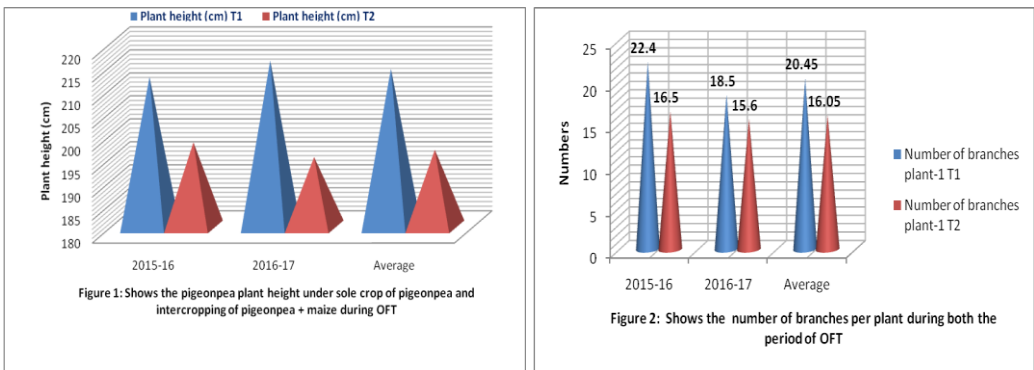 Plant height (cm) T1 Plant height (cm) T2
Plant height (cm)
220
215
210
205
200
195
190
185
180
2015-16 2016-17 Average
Figure 1: Shows the pigeonpea plant height under sole crop of pigeonpea and
intercropping of pigeonpea + maize during OFT
Numbers
25
20
15
10
5
0
22.4
16.5
18.5
15.6
20.45
16.05
2015-16 2016-17 Average
Number of branches
plant-1 T1
Number of branches
plant-1 T2
Figure 2: Shows the number of branches per plant during both the
period of OFT